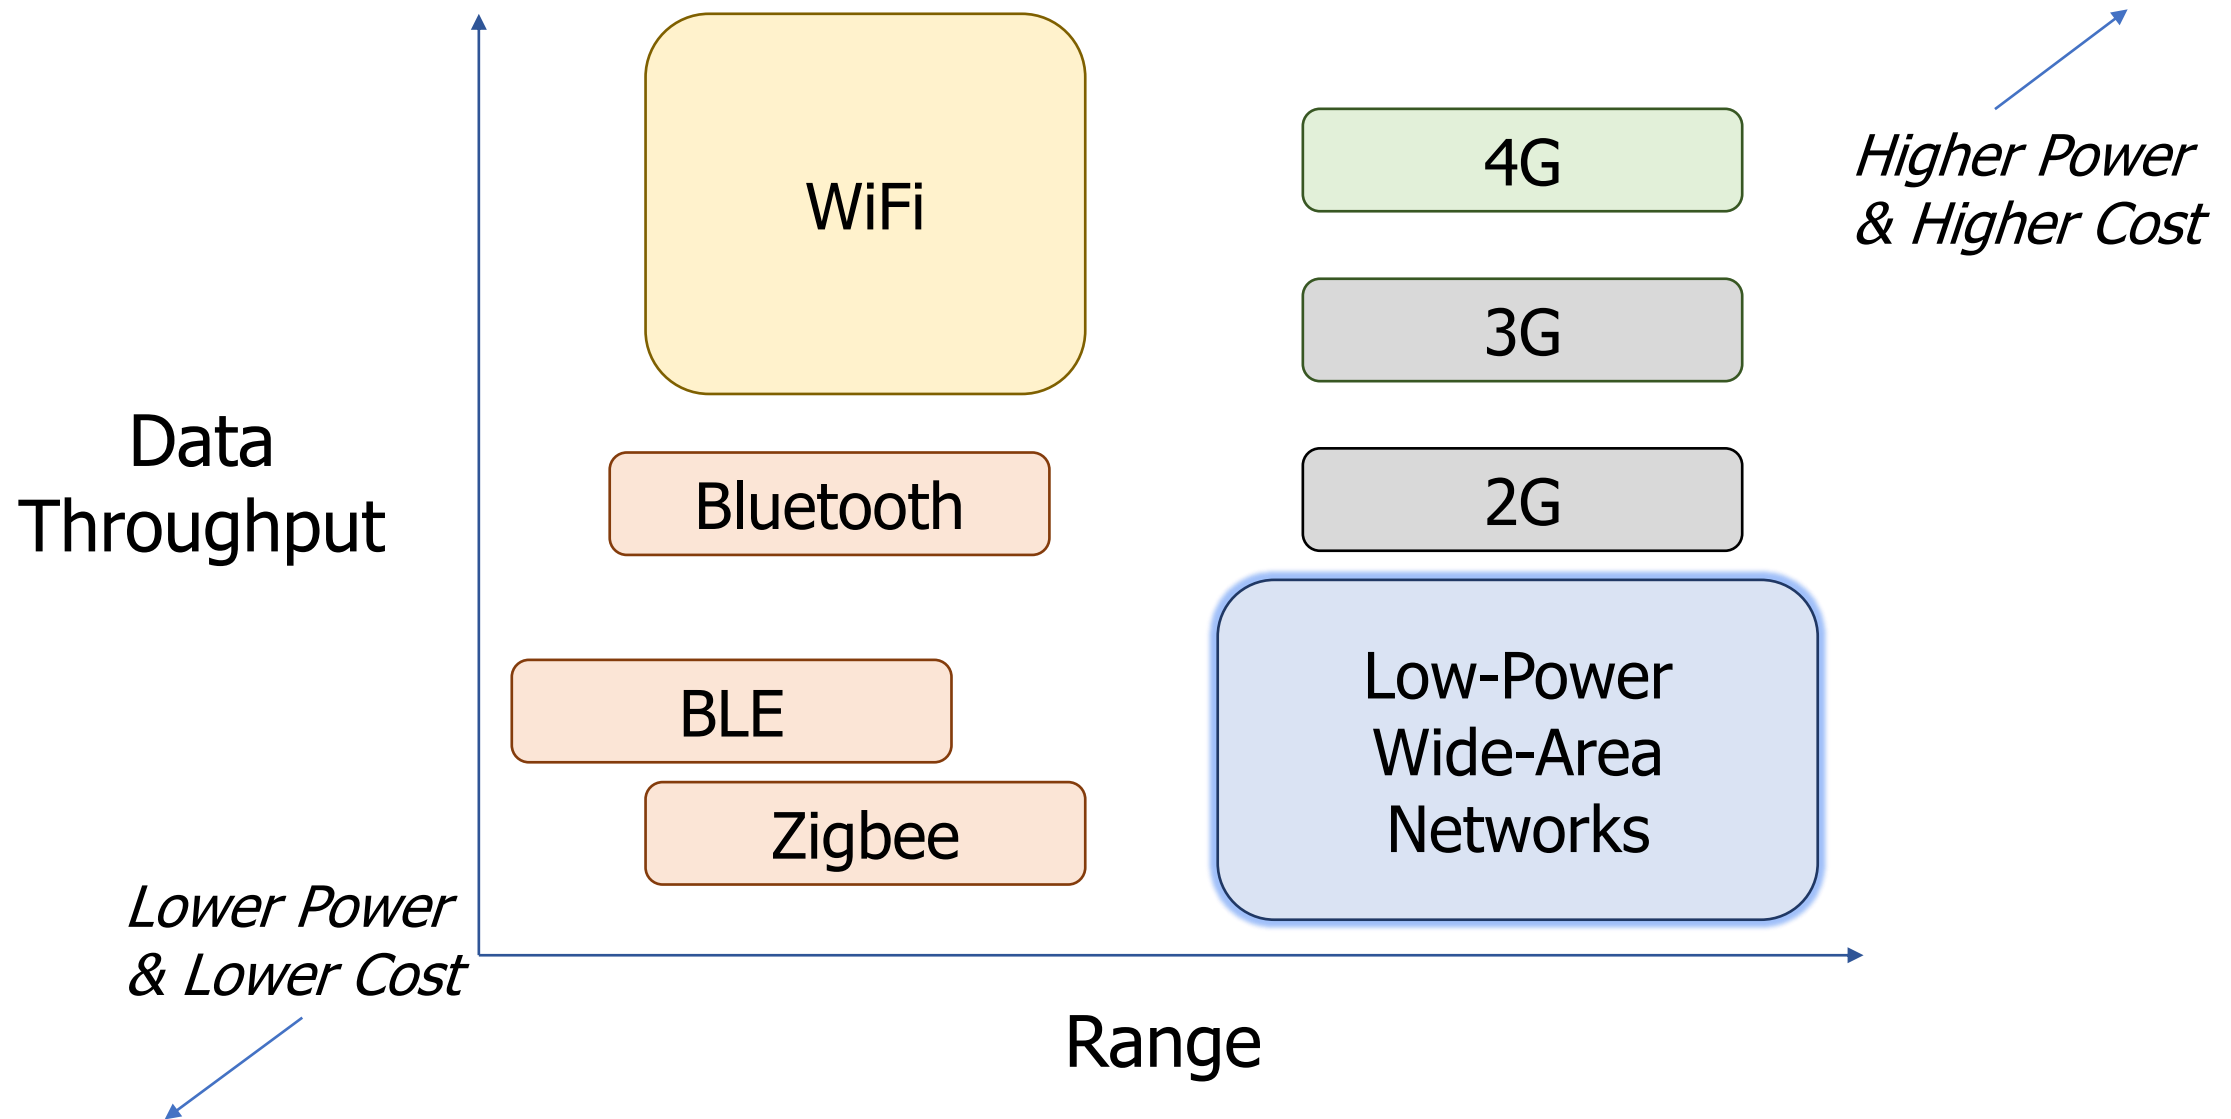 WiFi
4G
Higher Power
& Higher Cost
3G
Data
Throughput
Bluetooth
2G
BLE
Zigbee
Low-Power
Wide-Area
Networks
Lower Power
& Lower Cost
Range